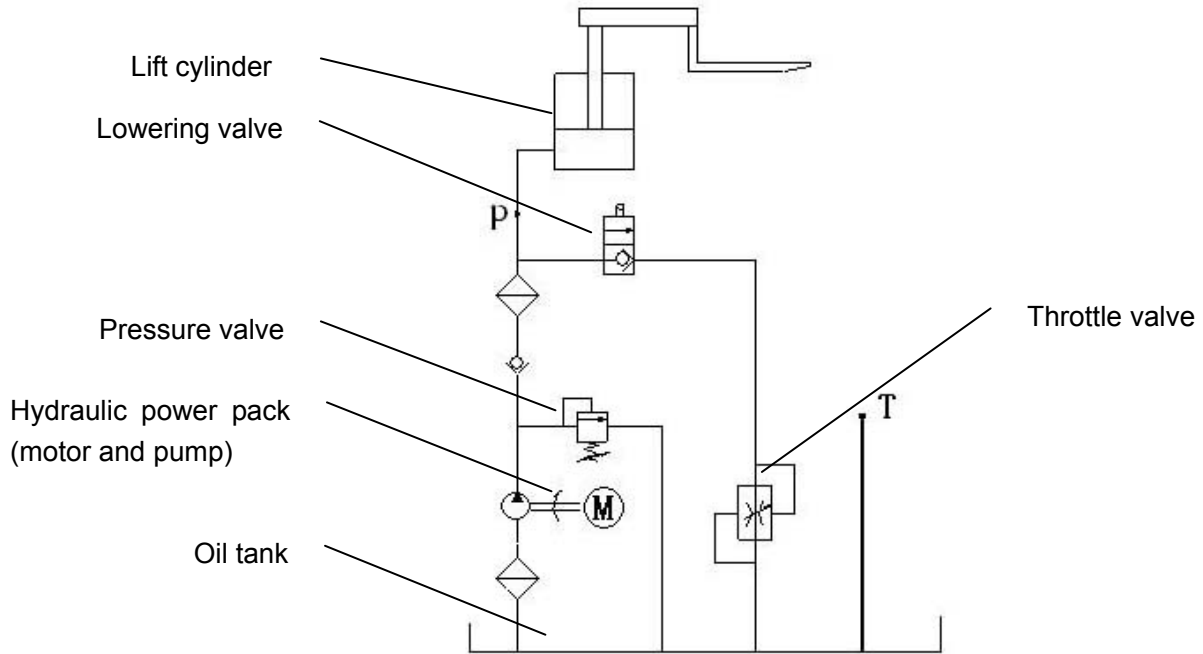 Lift cylinder
Lowering valve
p
Pressure valve
Throttle valve
Hydraulic power pack
(motor and pump)
T
M
Oil tank